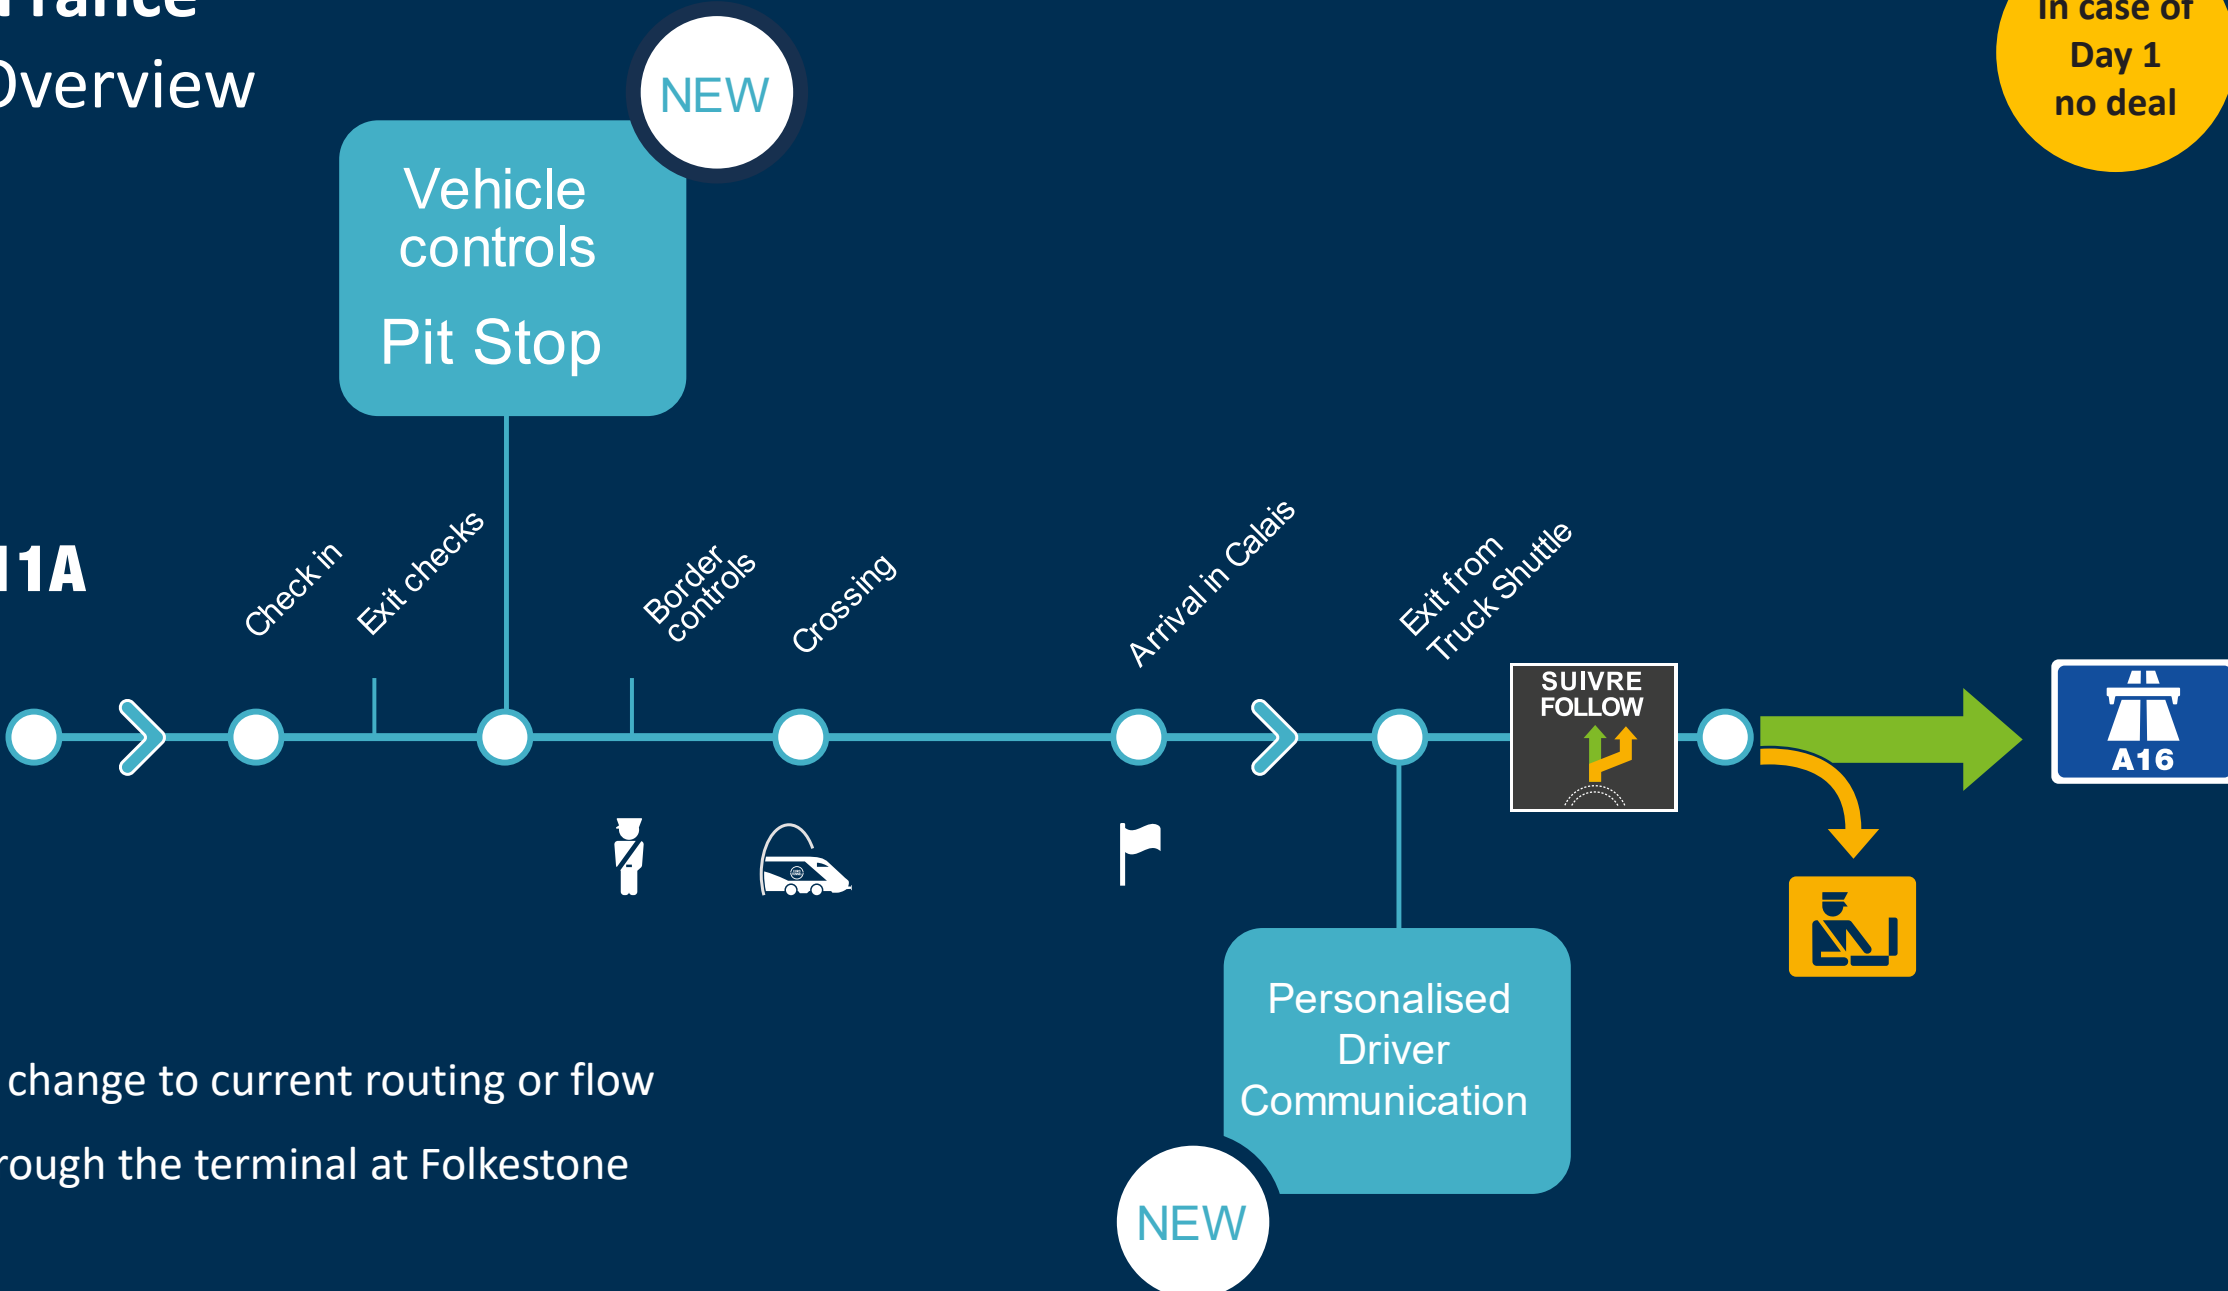 France
Overview
In case of
Day 1
no deal
NEW
Vehicle
controls
Pit Stop
11A
Check in
Exit checks
Border
controls
Crossing
Arrival in Calais
Exit from
Truck Shuttle
SUIVRE
FOLLOW
A16
Personalised
Driver
Communication
NEW
change to current routing or flow
rough the terminal at Folkestone